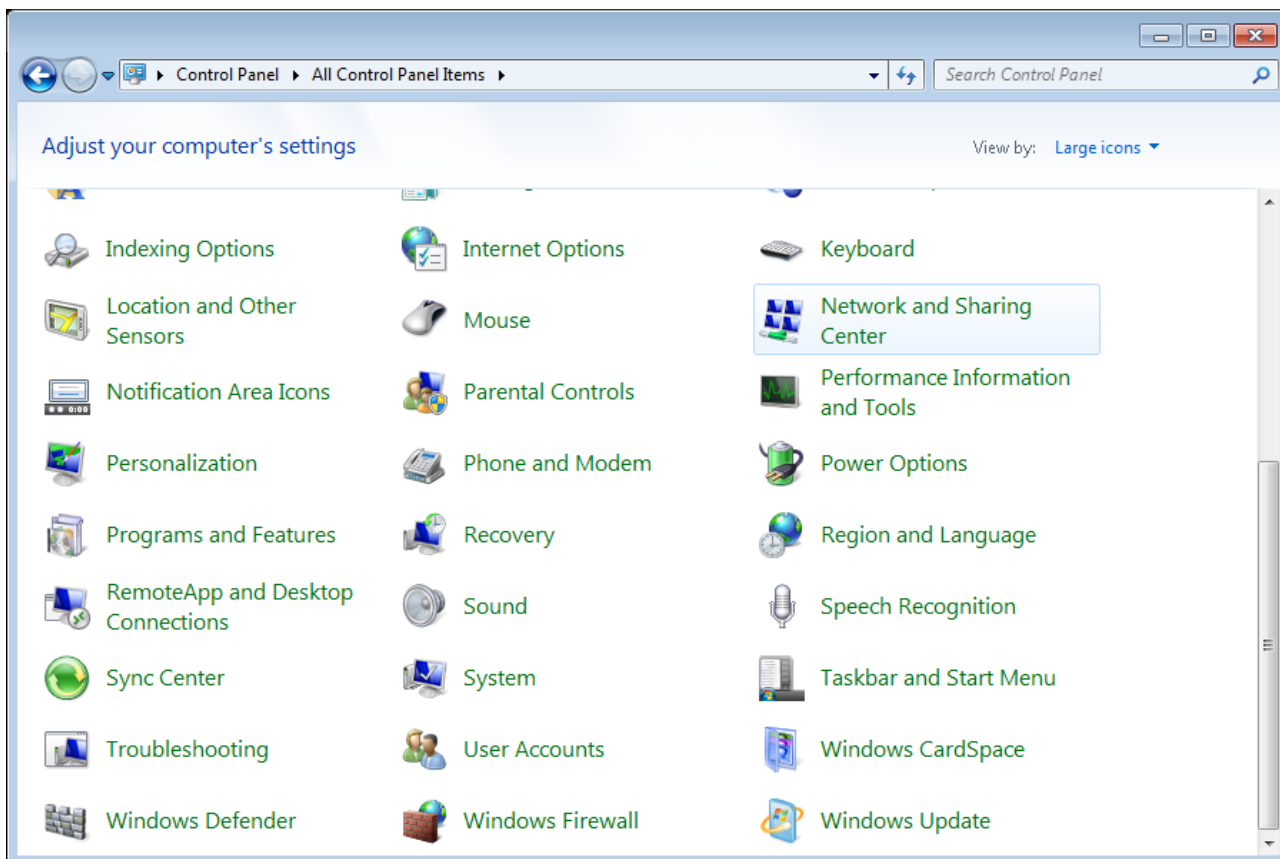 Control Panel ▸ All Control Panel Items ▸ Search Control Panel
Adjust your computer's settings View by: Large icons
Indexing Options Internet Options Keyboard
Location and Other Sensors Mouse Network and Sharing Center
Notification Area Icons Parental Controls Performance Information and Tools
Personalization Phone and Modem Power Options
Programs and Features Recovery Region and Language
RemoteApp and Desktop Connections Sound Speech Recognition
Sync Center System Taskbar and Start Menu
Troubleshooting User Accounts Windows CardSpace
Windows Defender Windows Firewall Windows Update